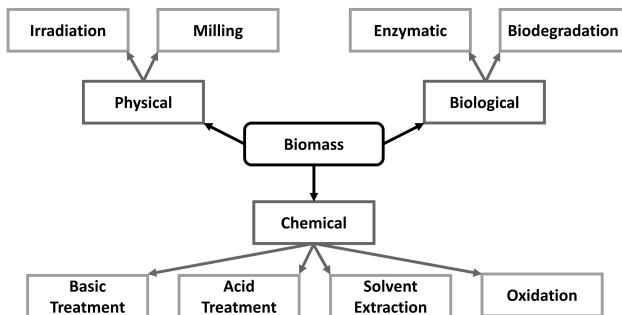 Irradiation
Milling
Enzymatic
Biodegradation
Physical
Biological
Biomass
Chemical
Basic
Treatment
Acid
Treatment
Solvent
Extraction
Oxidation